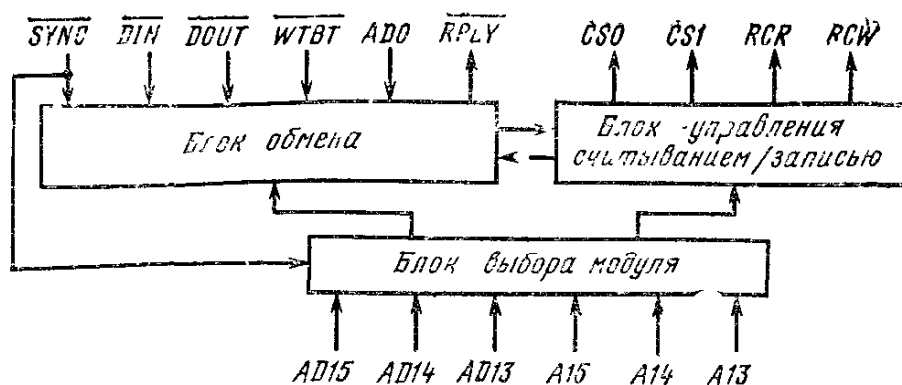 SYNC DIN DOUT WTBT AD0 RPLY CS0 CS1 RCR RCW
Блок обмена
Блок управления
считыванием/записью
Блок выбора модуля
AD15 AD14 AD13 A15 A14 A13